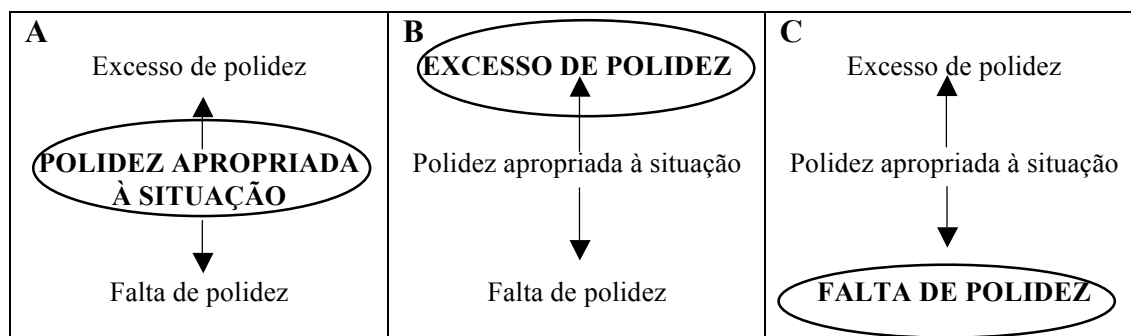 A
Excesso de polidez
POLIDEZ APROPRIADA
À SITUAÇÃO
Falta de polidez
B
EXCESSO DE POLIDEZ
Polidez apropriada à situação
Falta de polidez
C
Excesso de polidez
Polidez apropriada à situação
FALTA DE POLIDEZ